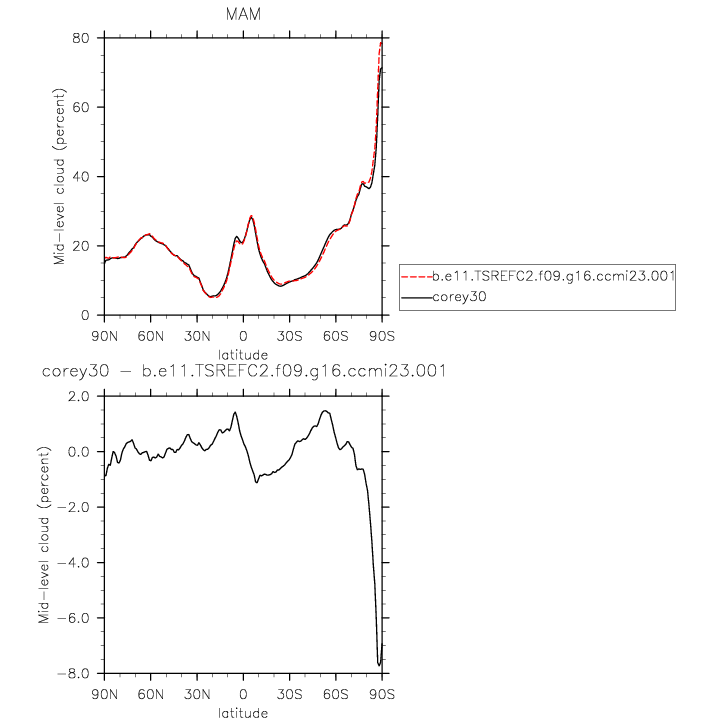 MAM
80
60
40
20
0
Mid-level cloud (percent)
90N 60N 30N 0 30S 60S 90S
latitude
b.e11.TSREFC2.f09.g16.ccmi23.001
corey30
corey30 - b.e11.TSREFC2.f09.g16.ccmi23.001
2.0
0.0
-2.0
-4.0
-6.0
-8.0
Mid-level cloud (percent)
90N 60N 30N 0 30S 60S 90S
latitude